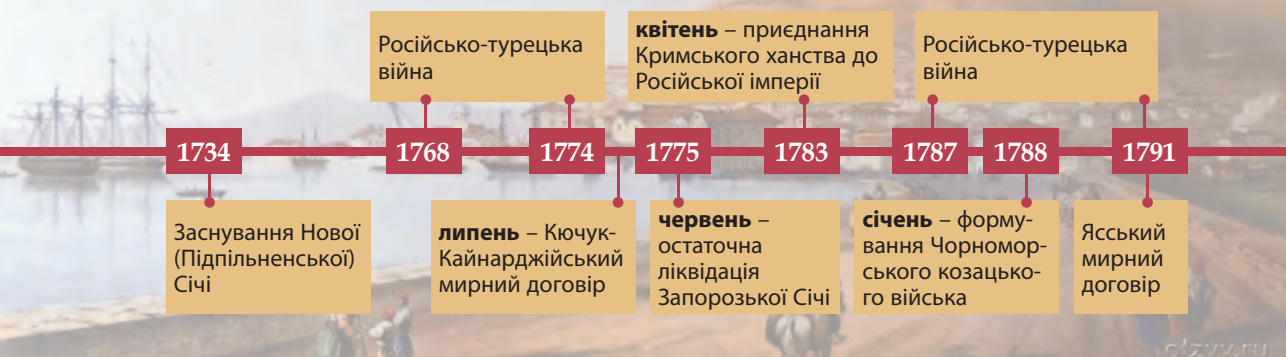 Російсько-турецька
війна
квітень – приєднання
Кримського ханства до
Російської імперії
Російсько-турецька
війна
1734
1768
1774
1775
1783
1787
1788
1791
Заснування Нової
(Підпільненської)
Січі
липень – Кючук-
Кайнарджійський
мирний договір
червень –
остаточна
ліквідація
Запорозької Січі
січень – форму-
вання Чорномор-
ського козацько-
го війська
Ясський
мирний
договір
otzyv.ru